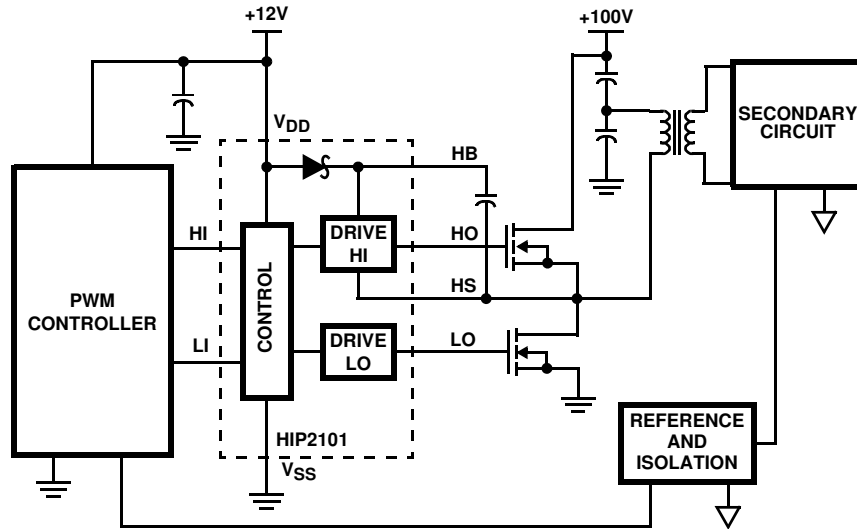 +12V
+100V
SECONDARY
CIRCUIT
VDD
HB
HI
DRIVE
HI
HO
HS
PWM
CONTROLLER
CONTROL
LI
DRIVE
LO
LO
HIP2101
VSS
REFERENCE
AND
ISOLATION